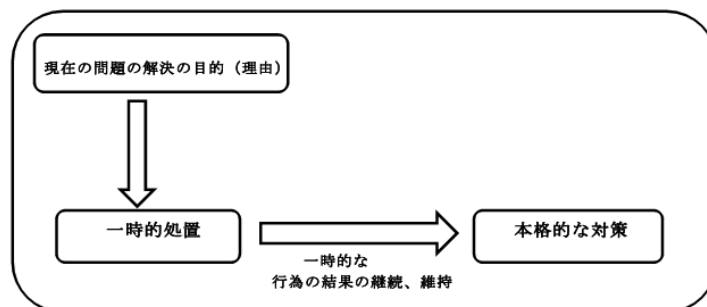 現在の問題の解決の目的（理由）
一時的処置
本格的な対策
一時的な
行為の結果の継続、維持